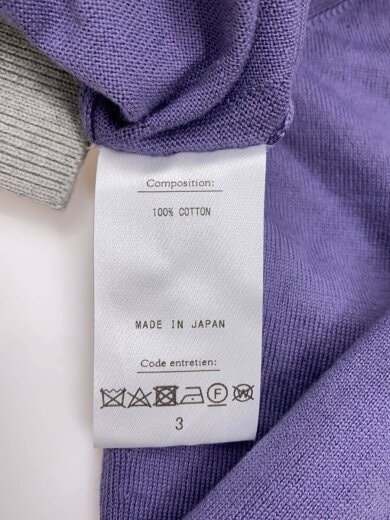 Composition:
100% COTTON
MADE IN JAPAN
Code entretien:
F W
3